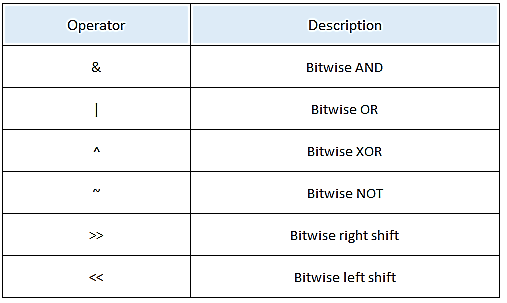 Operator Description
& Bitwise AND
| Bitwise OR
^ Bitwise XOR
~ Bitwise NOT
>> Bitwise right shift
<< Bitwise left shift